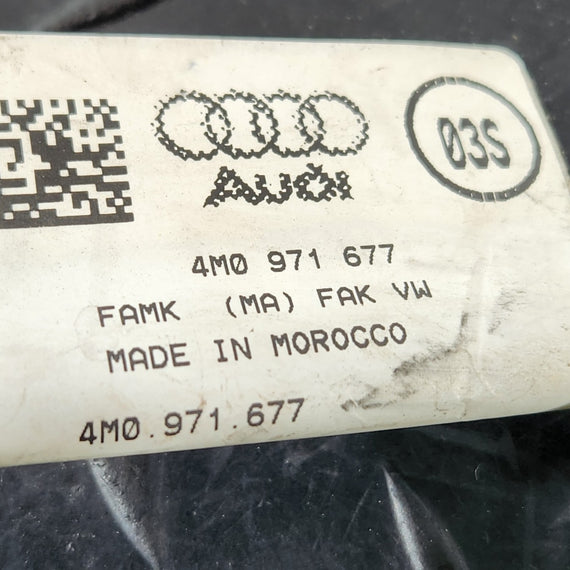 03S
AUDI
4M0 971 677
FAMK (MA) FAK VW
MADE IN MOROCCO
4M0.971.677